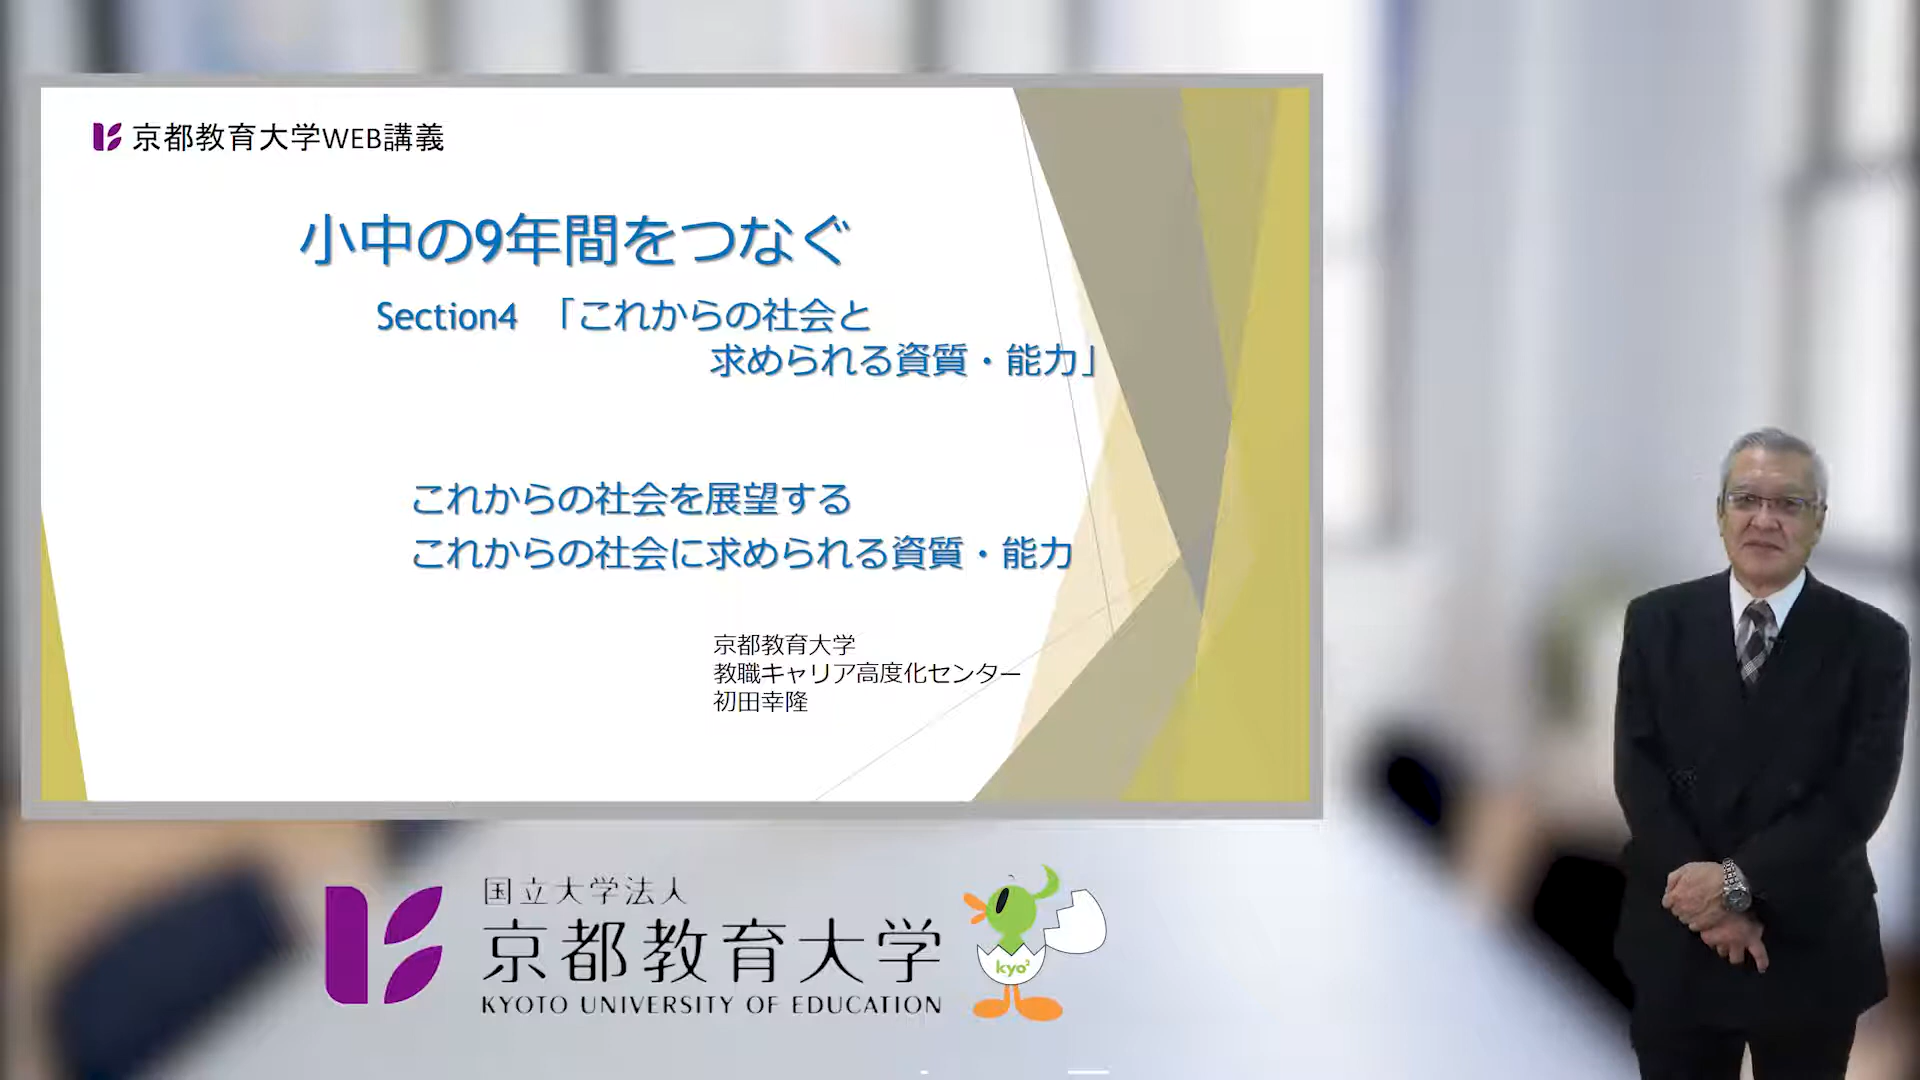 京都教育大学WEB講義
小中の9年間をつなぐ
Section4 「これからの社会と
求められる資質・能力」
これからの社会を展望する
これからの社会に求められる資質・能力
京都教育大学
教職キャリア高度化センター
初田幸隆
国立大学法人
京都教育大学
KYOTO UNIVERSITY OF EDUCATION
kyo²